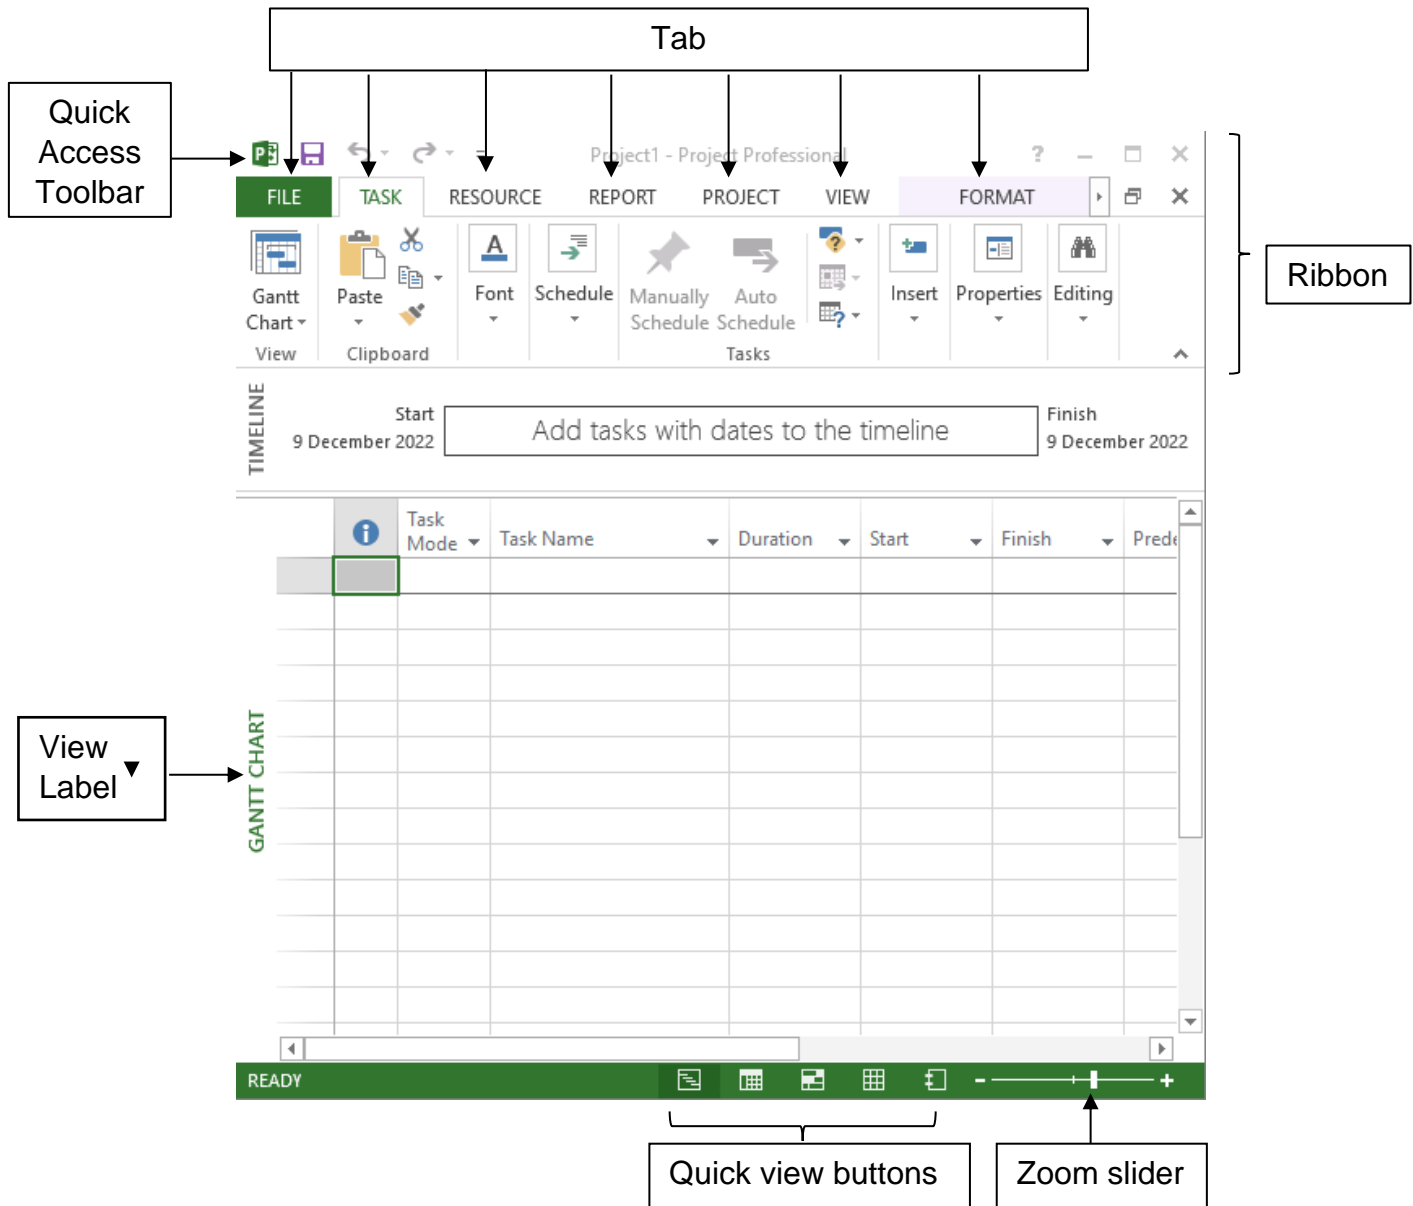 Tab
Quick
Access
Toolbar
Project1 - Project Professional
FILE TASK RESOURCE REPORT PROJECT VIEW FORMAT
Ribbon
Gantt
Chart
Paste
Font
Schedule
Manually
Schedule
Auto
Schedule
Insert
Properties
Editing
View
Clipboard
Tasks
TIMELINE
Start
9 December 2022
Add tasks with dates to the timeline
Finish
9 December 2022
Task
Mode
Task Name
Duration
Start
Finish
Prede
View
Label
GANTT CHART
READY
Quick view buttons
Zoom slider